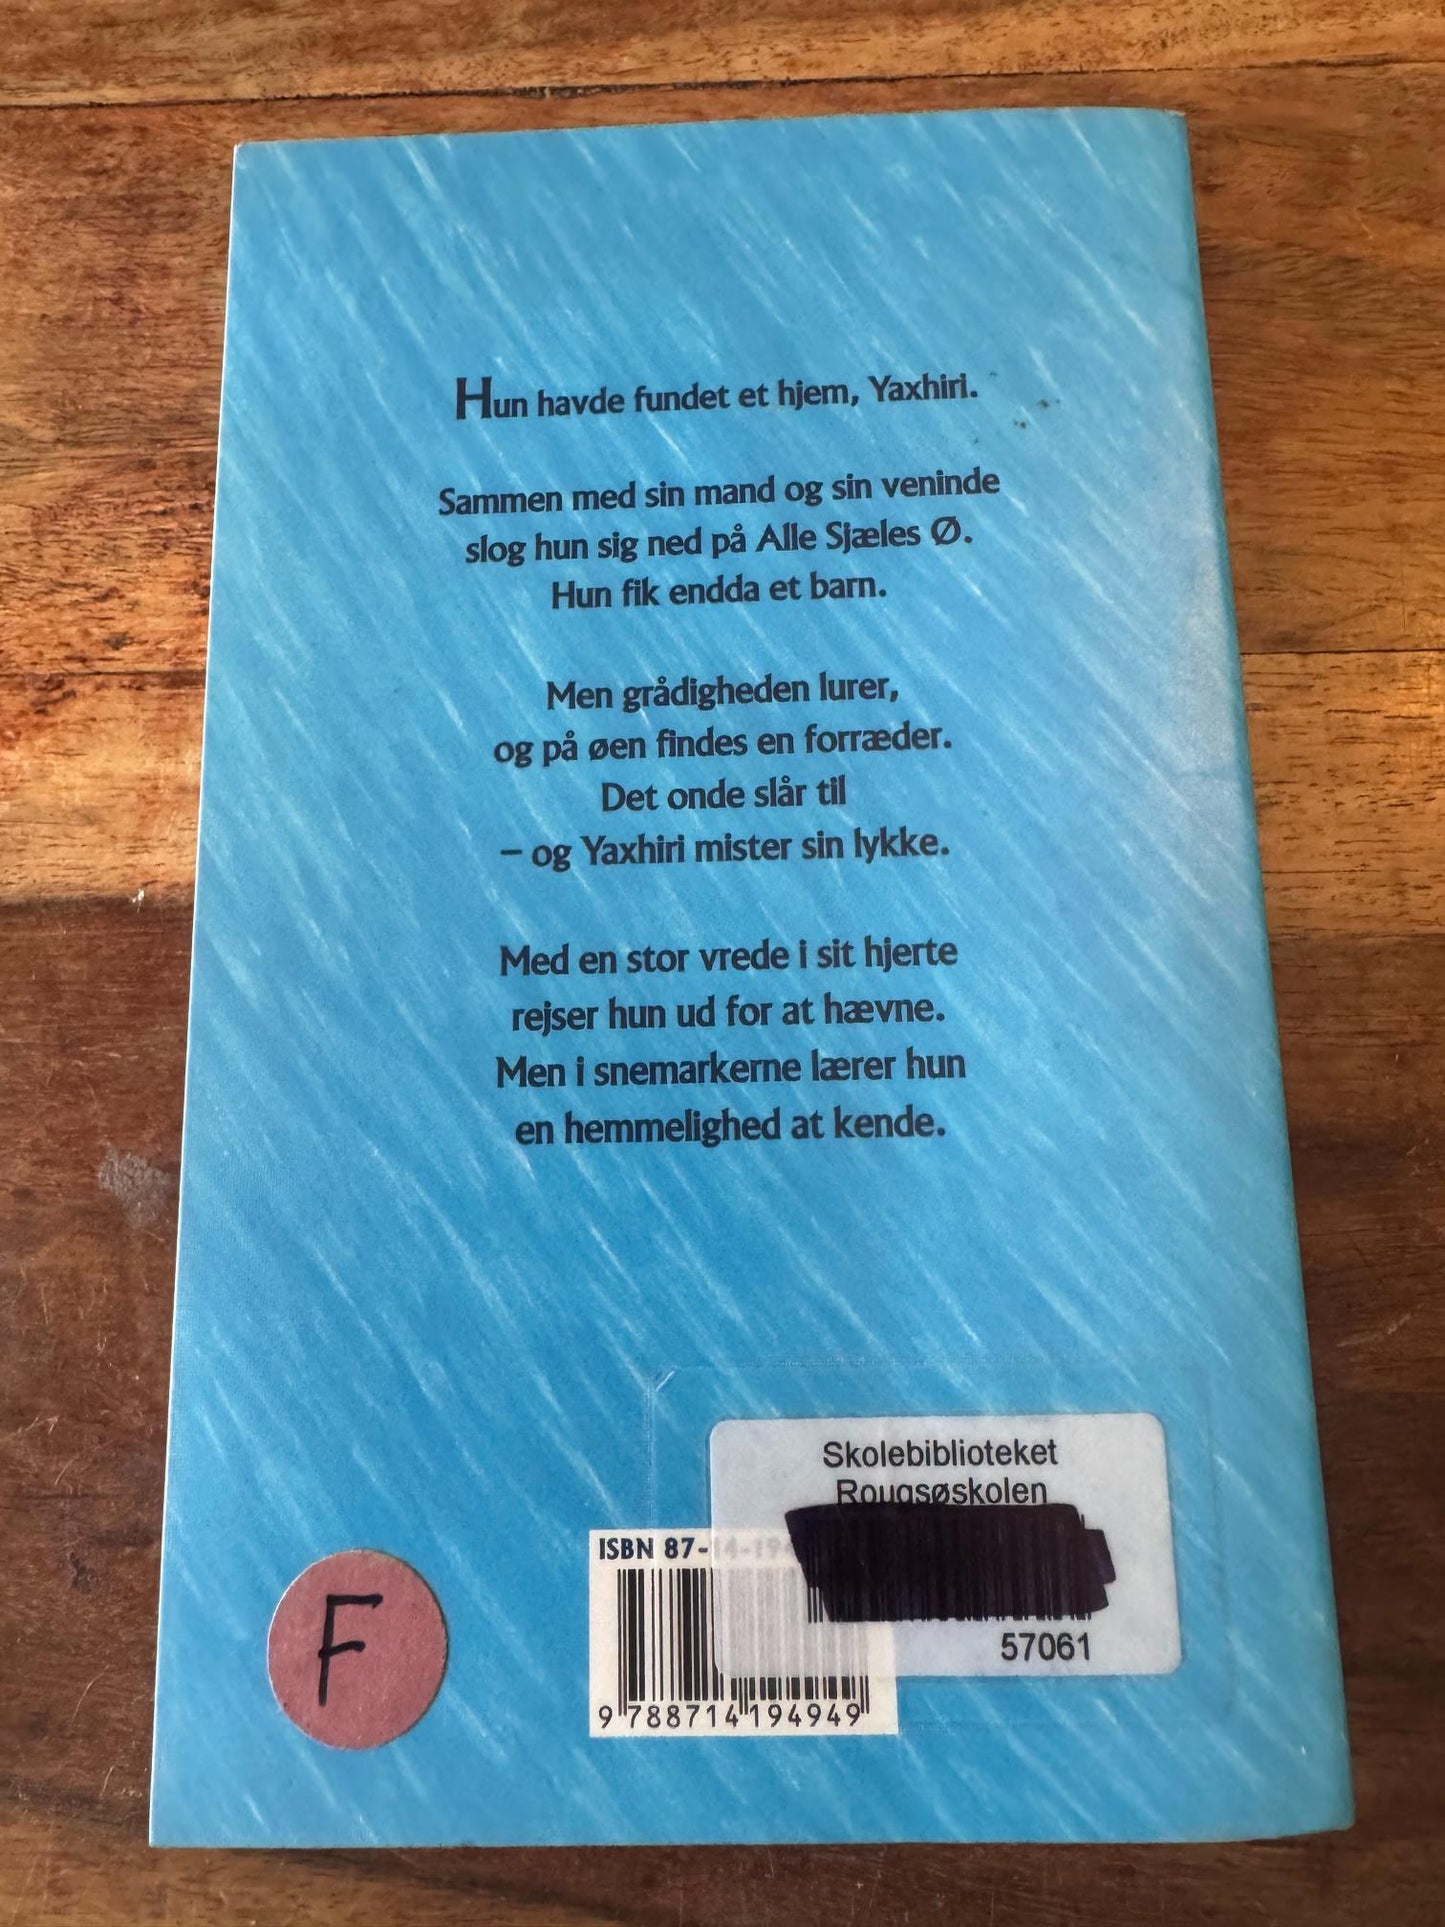 Hun havde fundet et hjem, Yaxhiri.
Sammen med sin mand og sin veninde
slog hun sig ned på Alle Sjæles Ø.
Hun fik endda et barn.
Men grådigheden lurer,
og på øen findes en forræder.
Det onde slår til
– og Yaxhiri mister sin lykke.
Med en stor vrede i sit hjerte
rejser hun ud for at hævne.
Men i snemarkerne lærer hun
en hemmelighed at kende.
Skolebiblioteket
Rougsøskolen
ISBN 87-14-194
57061
F
9 788714 194949